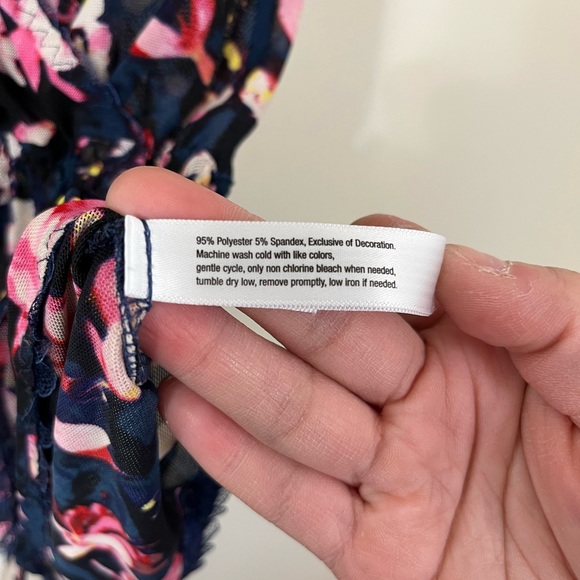 95% Polyester 5% Spandex, Exclusive of Decoration.
Machine wash cold with like colors,
gentle cycle, only non chlorine bleach when needed,
tumble dry low, remove promptly, low iron if needed.